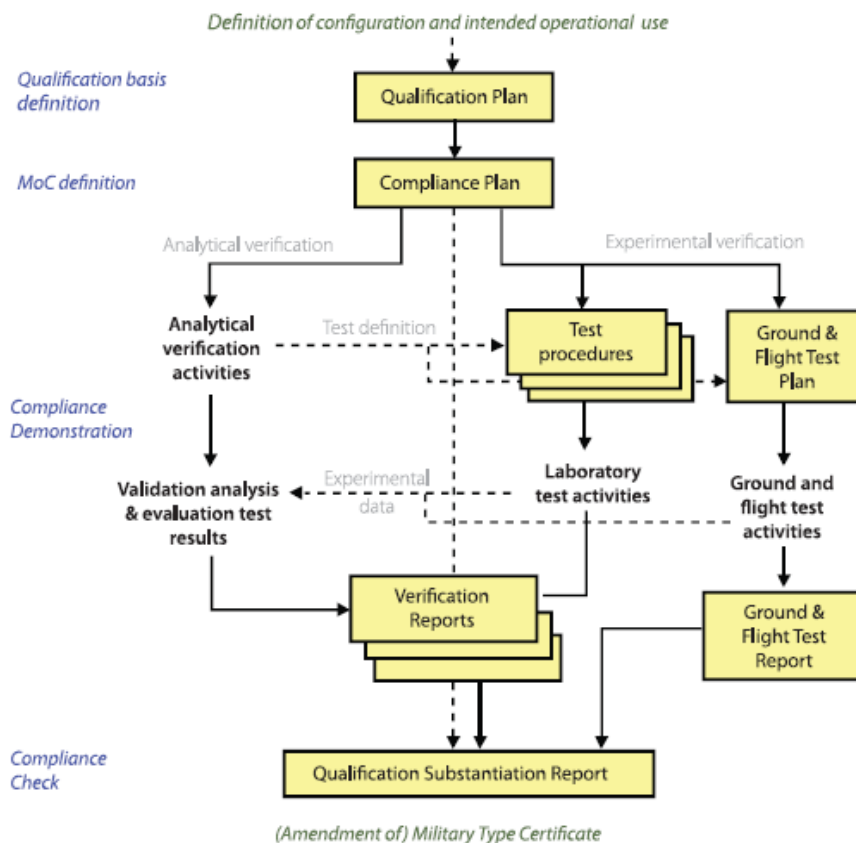 Definition of configuration and intended operational use
Qualification basis
definition
Qualification Plan
MoC definition
Compliance Plan
Analytical verification
Experimental verification
Analytical
verification
activities
Test definition
Test
procedures
Ground &
Flight Test
Plan
Compliance
Demonstration
Validation analysis
& evaluation test
results
Experimental
data
Laboratory
test activities
Ground and
flight test
activities
Verification
Reports
Ground &
Flight Test
Report
Compliance
Check
Qualification Substantiation Report
(Amendment of) Military Type Certificate